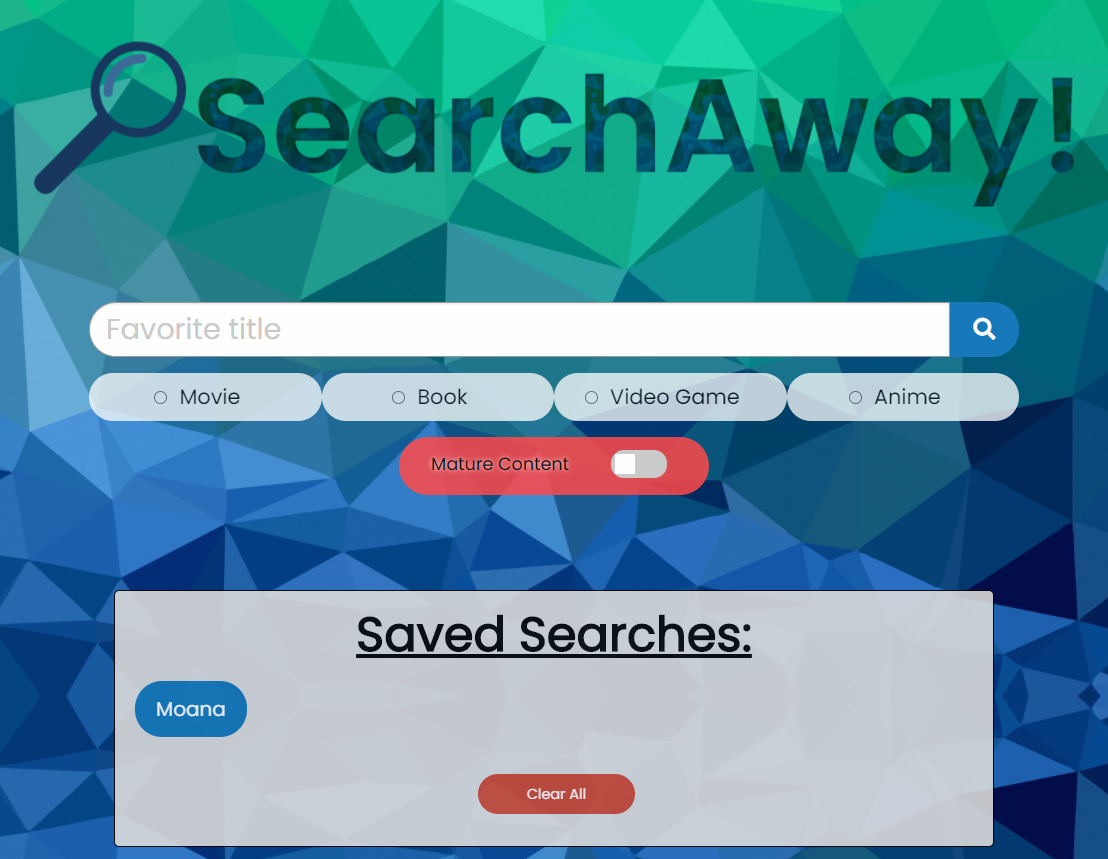 SearchAway!
Favorite title
Movie Book Video Game Anime
Mature Content
Saved Searches:
Moana
Clear All